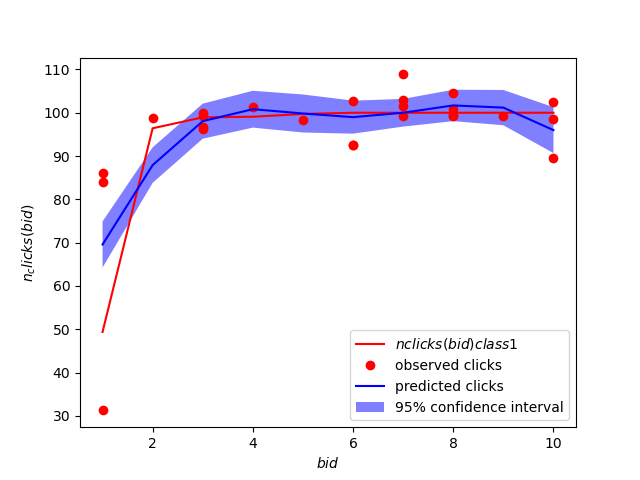 110
100
90
80
70
60
50
40
30
n_clicks(bid)
nclicks(bid)class1
observed clicks
predicted clicks
95% confidence interval
2 4 6 8 10
bid